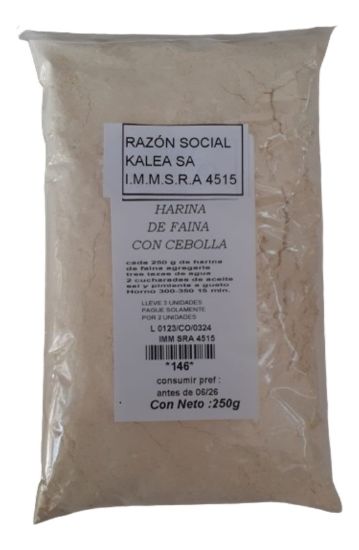 RAZÓN SOCIAL
KALEA SA
I.M.M.S.R.A 4515
HARINA
DE FAINA
CON CEBOLLA
cada 250 g de harina
de faina agregarle
tres tazas de agua
2 cucharadas de aceite
sal y pimienta a gusto
Horno 300-350 15 min.
LLEVE 3 UNIDADES
PAGUE SOLAMENTE
POR 2 UNIDADES
L 0123/CO/0324
IMM SRA 4515
*146*
consumir pref :
antes de 06/26
Con Neto :250g